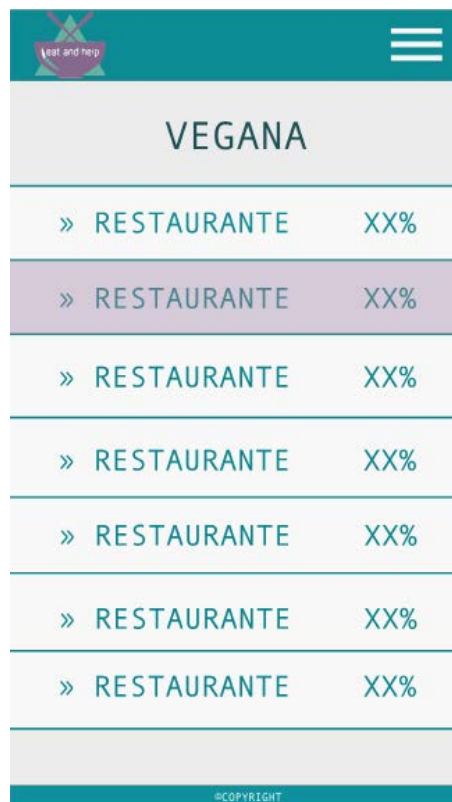 eat and help
VEGANA
» RESTAURANTE XX%
» RESTAURANTE XX%
» RESTAURANTE XX%
» RESTAURANTE XX%
» RESTAURANTE XX%
» RESTAURANTE XX%
» RESTAURANTE XX%
©COPYRIGHT